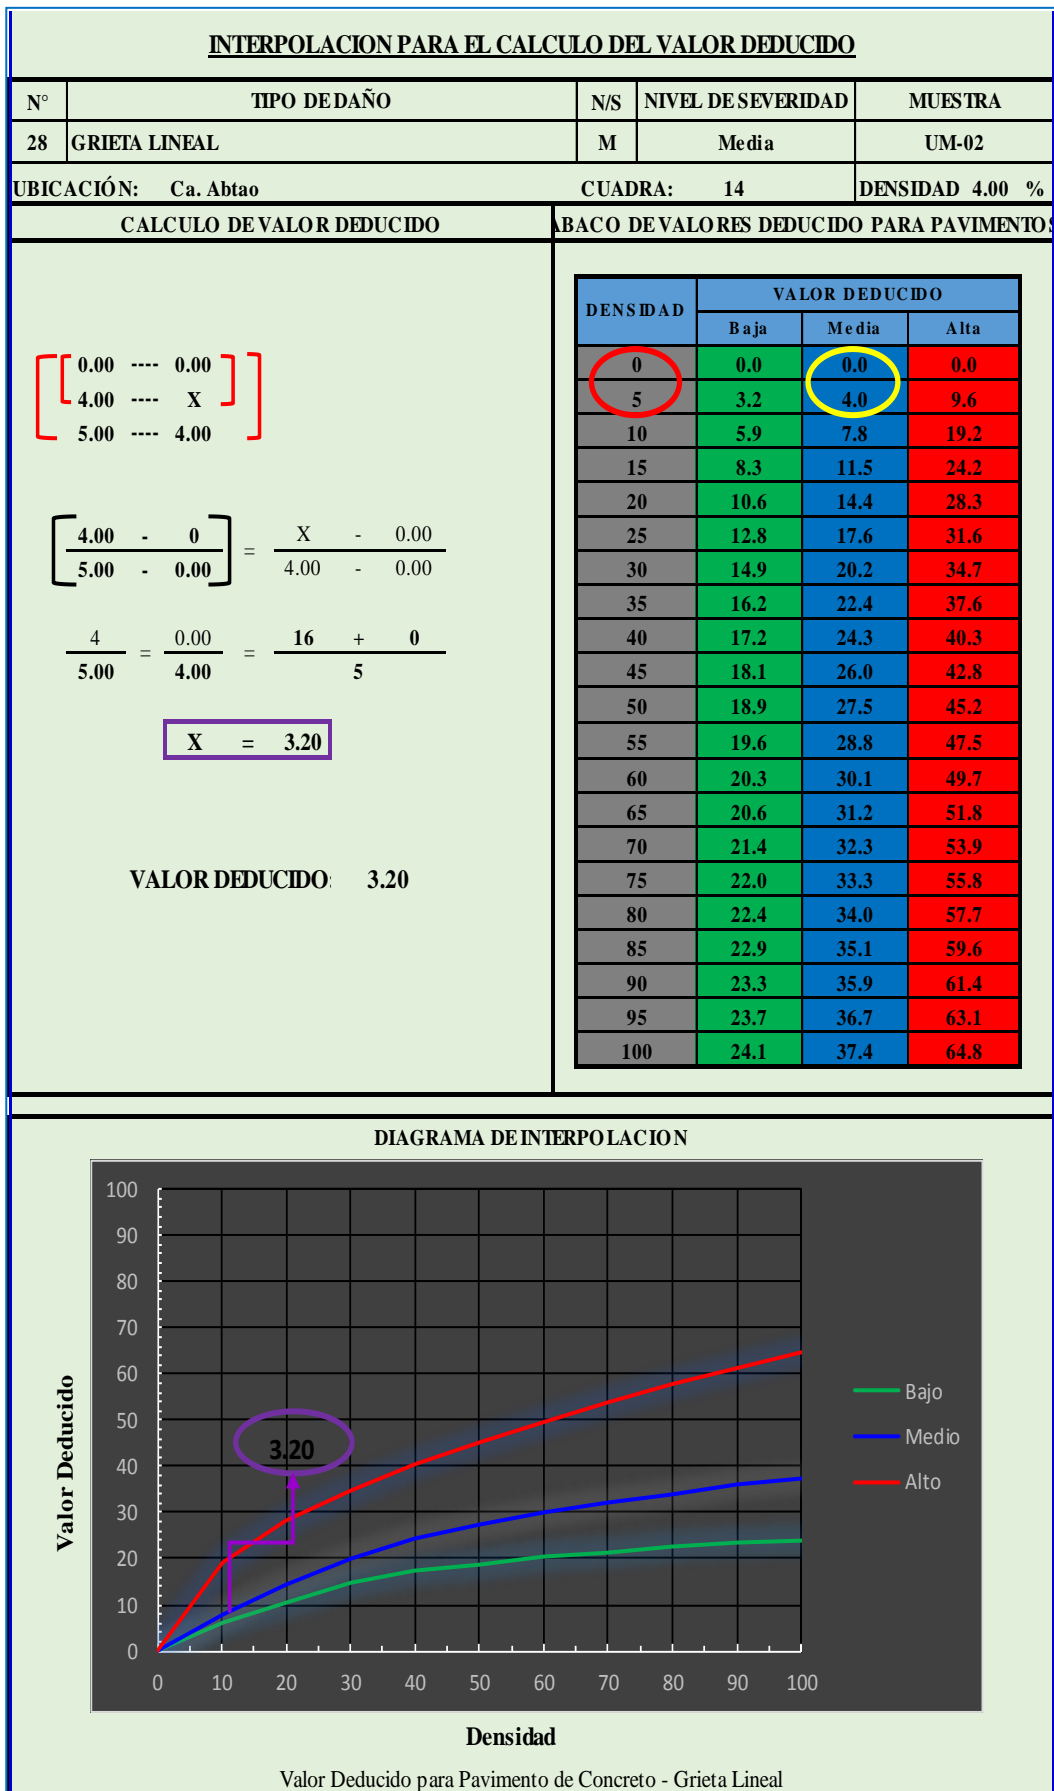 INTERPOLACION PARA EL CALCULO DEL VALOR DEDUCIDO
N° TIPO DE DAÑO N/S NIVEL DE SEVERIDAD MUESTRA
28 GRIETA LINEAL M Media UM-02
UBICACIÓN: Ca. Abtao CUADRA: 14 DENSIDAD 4.00 %
CALCULO DE VALOR DEDUCIDO
0.00 ---- 0.00
4.00 ---- X
5.00 ---- 4.00
4.00 - 0 = X - 0.00
5.00 - 0.00 4.00 - 0.00
4 = 0.00 = 16 + 0
5.00 4.00 5
X = 3.20
VALOR DEDUCIDO: 3.20
ABACO DE VALORES DEDUCIDO PARA PAVIMENTOS
DENSIDAD VALOR DEDUCIDO
Baja Media Alta
0 0.0 0.0 0.0
5 3.2 4.0 9.6
10 5.9 7.8 19.2
15 8.3 11.5 24.2
20 10.6 14.4 28.3
25 12.8 17.6 31.6
30 14.9 20.2 34.7
35 16.2 22.4 37.6
40 17.2 24.3 40.3
45 18.1 26.0 42.8
50 18.9 27.5 45.2
55 19.6 28.8 47.5
60 20.3 30.1 49.7
65 20.6 31.2 51.8
70 21.4 32.3 53.9
75 22.0 33.3 55.8
80 22.4 34.0 57.7
85 22.9 35.1 59.6
90 23.3 35.9 61.4
95 23.7 36.7 63.1
100 24.1 37.4 64.8
DIAGRAMA DE INTERPOLACION
Valor Deducido
100
90
80
70
60
50
40
30
20
10
0
3.20
Bajo
Medio
Alto
0 10 20 30 40 50 60 70 80 90 100
Densidad
Valor Deducido para Pavimento de Concreto - Grieta Lineal